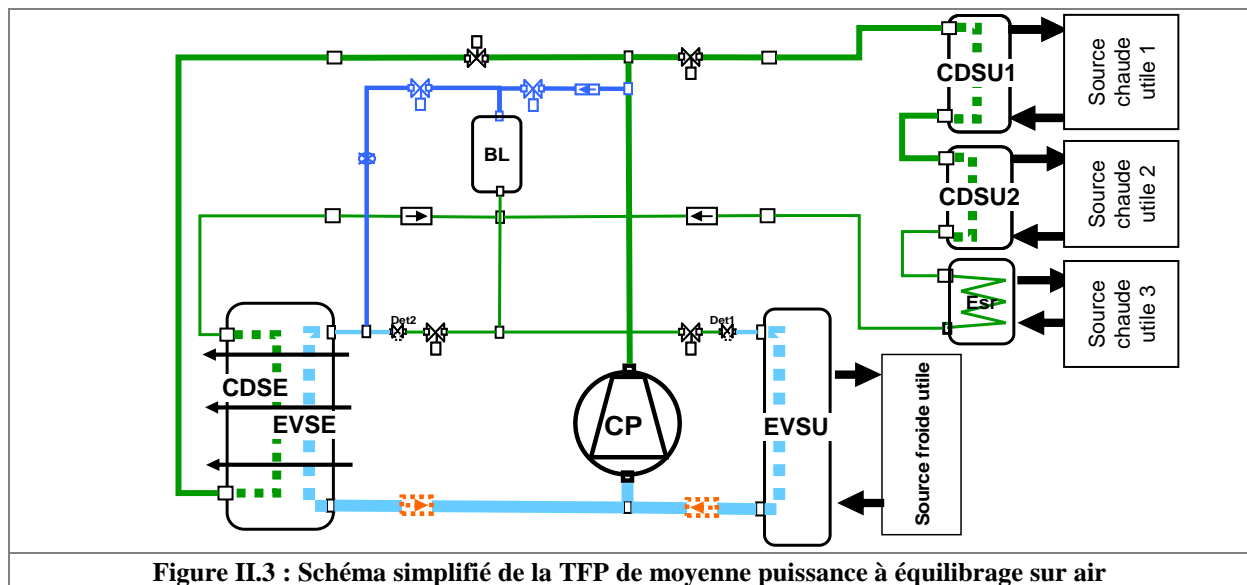 CDSU1
Source
chaude
utile 1
BL
CDSU2
Source
chaude
utile 2
Esr
Source
chaude
utile 3
Det2
Det1
CDSE
EVSE
CP
EVSU
Source froide utile
Figure II.3 : Schéma simplifié de la TFP de moyenne puissance à équilibrage sur air